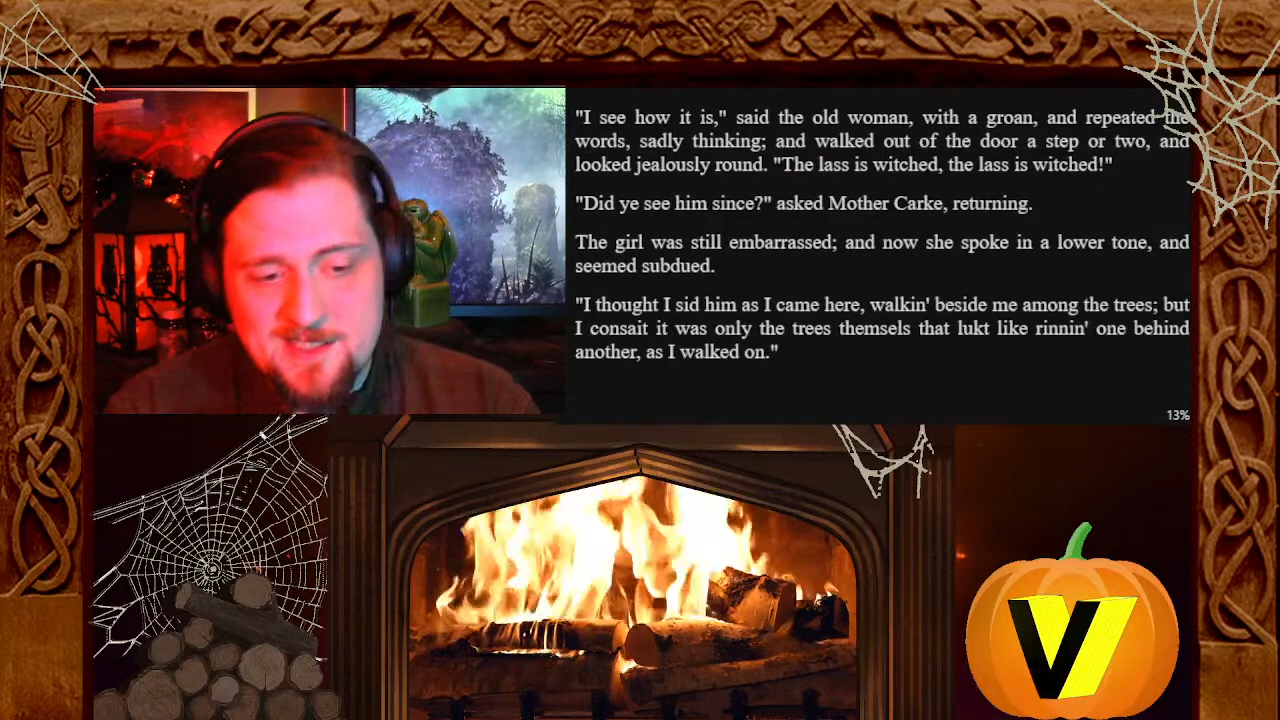 "I see how it is," said the old woman, with a groan, and repeated the
words, sadly thinking; and walked out of the door a step or two, and
looked jealously round. "The lass is witched, the lass is witched!"
"Did ye see him since?" asked Mother Carke, returning.
The girl was still embarrassed; and now she spoke in a lower tone, and
seemed subdued.
"I thought I sid him as I came here, walkin' beside me among the trees; but
I consait it was only the trees themsels that lukt like rinnin' one behind
another, as I walked on."
13%
V